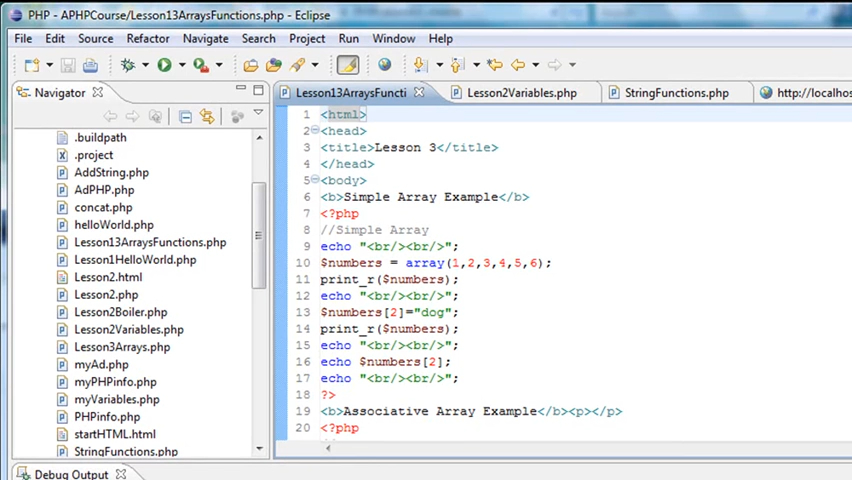 PHP - APHPCourse/Lesson13ArraysFunctions.php - Eclipse
File Edit Source Refactor Navigate Search Project Run Window Help
Navigator
.buildpath
.project
AddString.php
AdPHP.php
concat.php
helloWorld.php
Lesson13ArraysFunctions.php
Lesson1HelloWorld.php
Lesson2.html
Lesson2.php
Lesson2Boiler.php
Lesson2Variables.php
Lesson3Arrays.php
myAd.php
myPHPinfo.php
myVariables.php
PHPinfo.php
startHTML.html
StringFunctions.php
Debug Output
Lesson13ArraysFuncti Lesson2Variables.php StringFunctions.php http://localhos
1 <html>
2 <head>
3 <title>Lesson 3</title>
4 </head>
5 <body>
6 <b>Simple Array Example</b>
7 <?php
8 //Simple Array
9 echo "<br/><br/>";
10 $numbers = array(1,2,3,4,5,6);
11 print_r($numbers);
12 echo "<br/><br/>";
13 $numbers[2]="dog";
14 print_r($numbers);
15 echo "<br/><br/>";
16 echo $numbers[2];
17 echo "<br/><br/>";
18 ?>
19 <b>Associative Array Example</b><p></p>
20 <?php